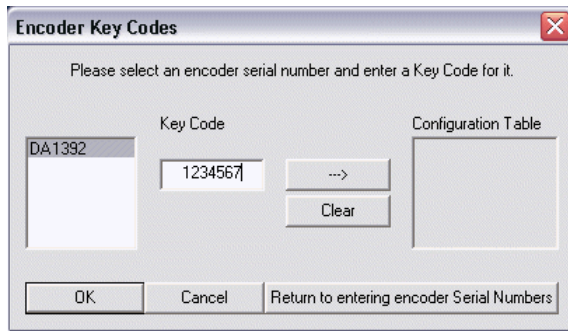 Encoder Key Codes
Please select an encoder serial number and enter a Key Code for it.
Key Code
Configuration Table
DA1392
1234567
--->
Clear
OK
Cancel
Return to entering encoder Serial Numbers